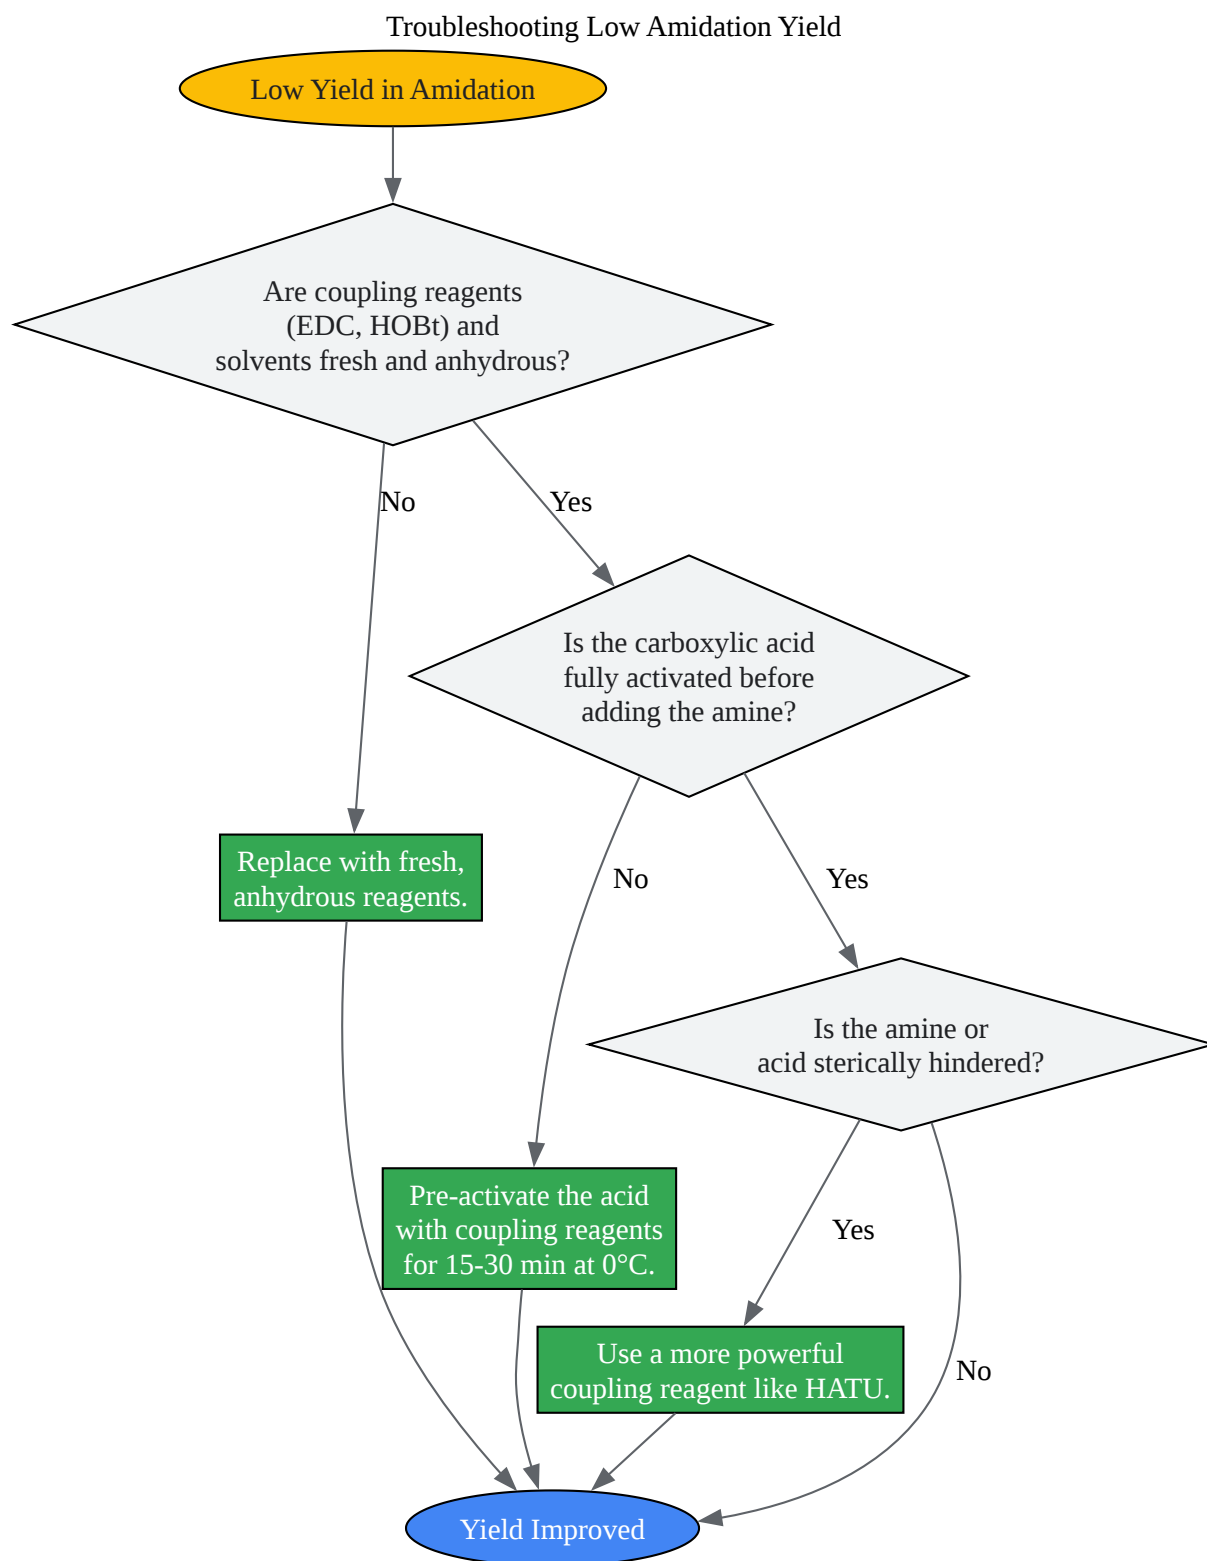 Troubleshooting Low Amidation Yield
Low Yield in Amidation
Are coupling reagents
(EDC, HOBt) and
solvents fresh and anhydrous?
No
Yes
Is the carboxylic acid
fully activated before
adding the amine?
Replace with fresh,
anhydrous reagents.
No
Yes
Is the amine or
acid sterically hindered?
Pre-activate the acid
with coupling reagents
for 15-30 min at 0°C.
Yes
Use a more powerful
coupling reagent like HATU.
No
Yield Improved